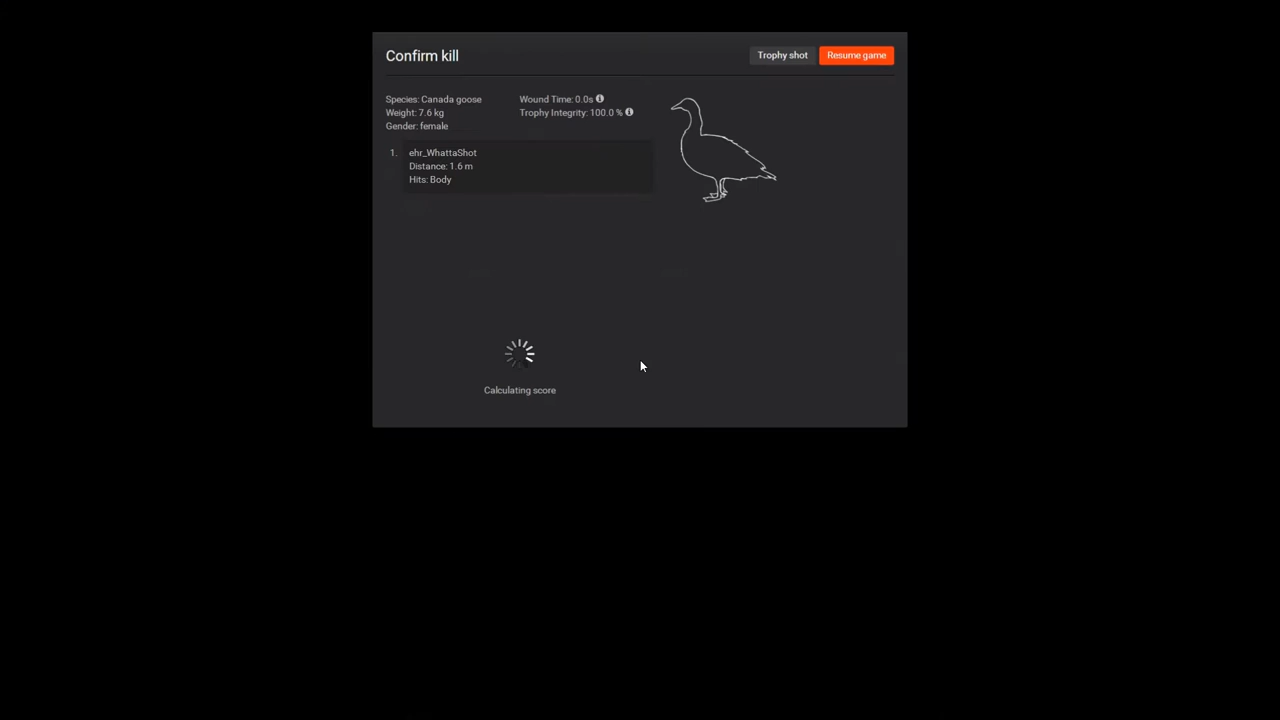 Confirm kill
Trophy shot
Resume game
Species: Canada goose
Weight: 7.6 kg
Gender: female
Wound Time: 0.0s
Trophy Integrity: 100.0 %
1.
ehr_WhattaShot
Distance: 1.6 m
Hits: Body
Calculating score